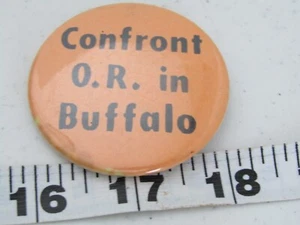 Confront
O.R. in
Buffalo
16 17 18